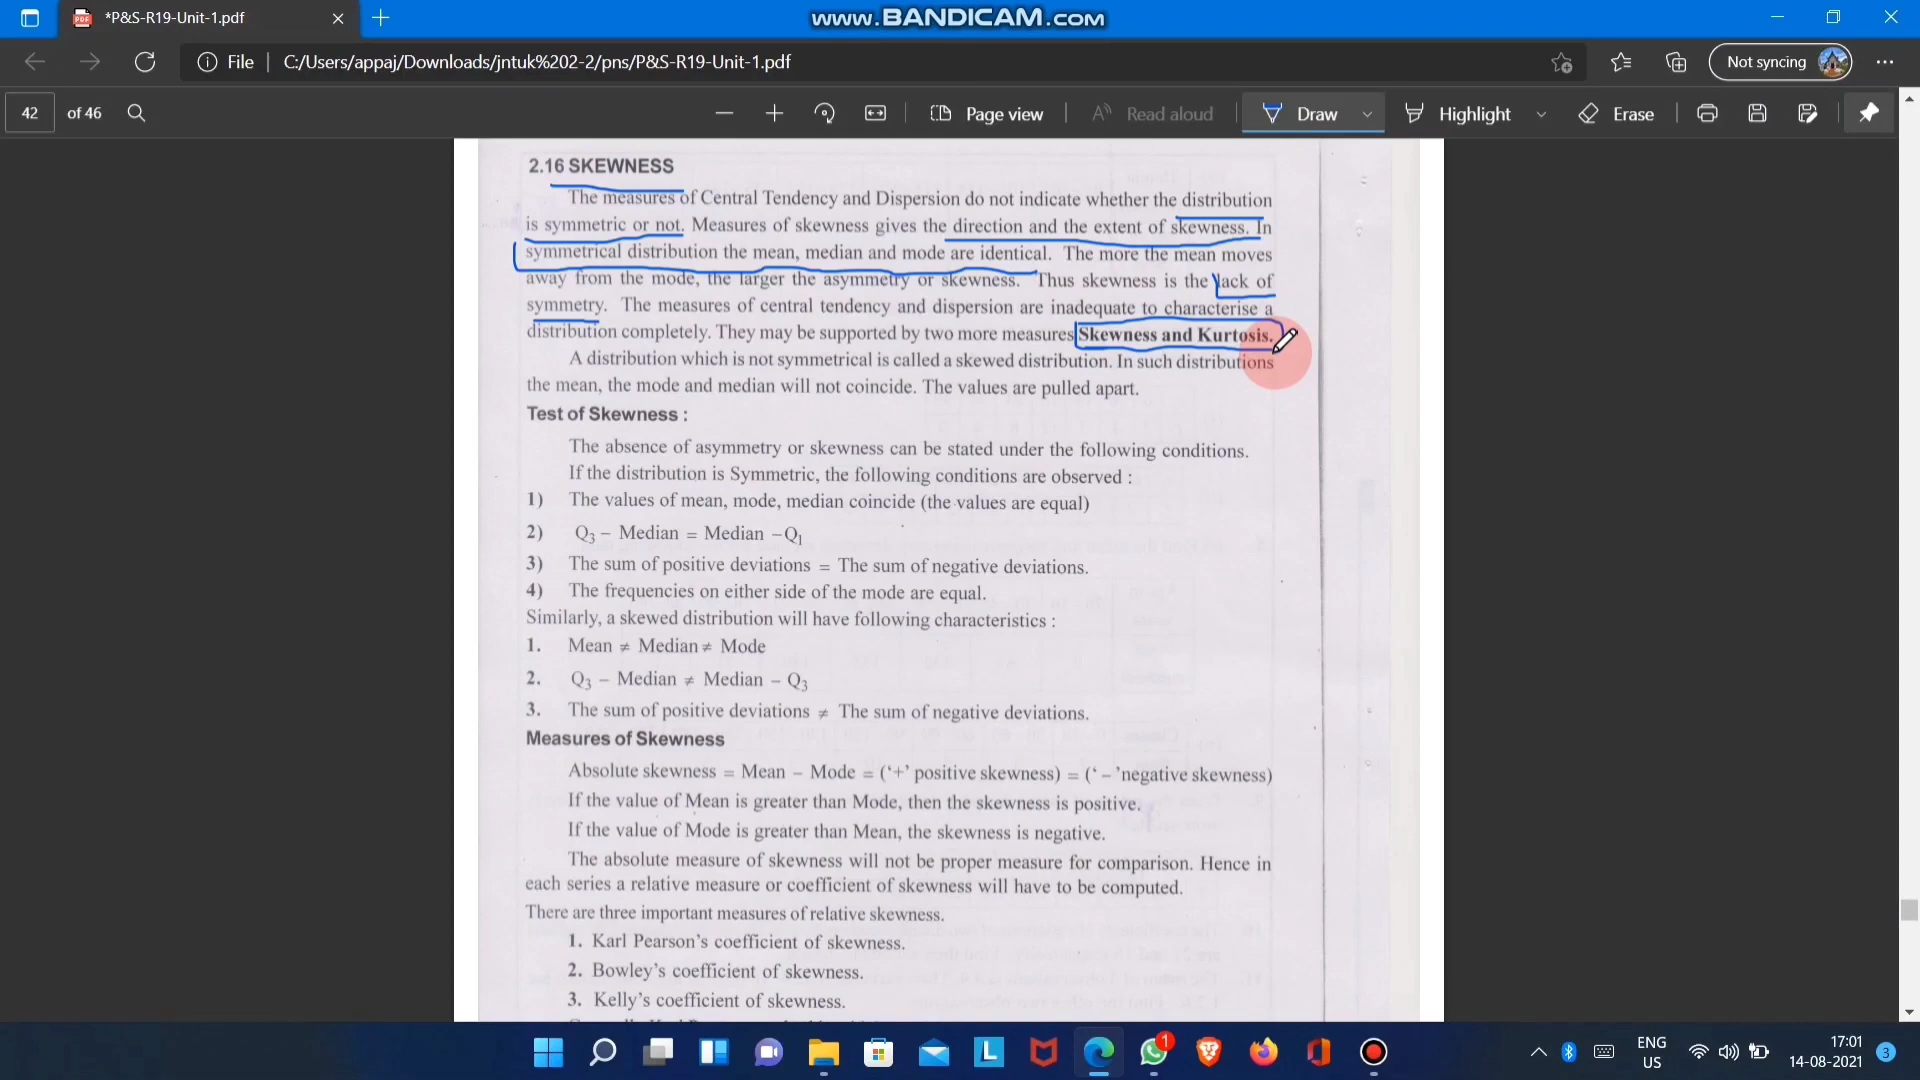 *P&S-R19-Unit-1.pdf
www.BANDICAM.com
File
C:/Users/appaj/Downloads/jntuk%202-2/pns/P&S-R19-Unit-1.pdf
Not syncing
42 of 46
Page view
Read aloud
Draw
Highlight
Erase
2.16 SKEWNESS
The measures of Central Tendency and Dispersion do not indicate whether the distribution
is symmetric or not. Measures of skewness gives the direction and the extent of skewness. In
symmetrical distribution the mean, median and mode are identical. The more the mean moves
away from the mode, the larger the asymmetry or skewness. Thus skewness is the lack of
symmetry. The measures of central tendency and dispersion are inadequate to characterise a
distribution completely. They may be supported by two more measures Skewness and Kurtosis.
A distribution which is not symmetrical is called a skewed distribution. In such distributions
the mean, the mode and median will not coincide. The values are pulled apart.
Test of Skewness :
The absence of asymmetry or skewness can be stated under the following conditions.
If the distribution is Symmetric, the following conditions are observed :
1) The values of mean, mode, median coincide (the values are equal)
2) Q3 − Median = Median − Q1
3) The sum of positive deviations = The sum of negative deviations.
4) The frequencies on either side of the mode are equal.
Similarly, a skewed distribution will have following characteristics :
1. Mean ≠ Median ≠ Mode
2. Q3 − Median ≠ Median − Q3
3. The sum of positive deviations ≠ The sum of negative deviations.
Measures of Skewness
Absolute skewness = Mean − Mode = (‘+’ positive skewness) = (‘−’negative skewness)
If the value of Mean is greater than Mode, then the skewness is positive.
If the value of Mode is greater than Mean, the skewness is negative.
The absolute measure of skewness will not be proper measure for comparison. Hence in
each series a relative measure or coefficient of skewness will have to be computed.
There are three important measures of relative skewness.
1. Karl Pearson's coefficient of skewness.
2. Bowley's coefficient of skewness.
3. Kelly's coefficient of skewness.
1
ENG
US
17:01
14-08-2021
3